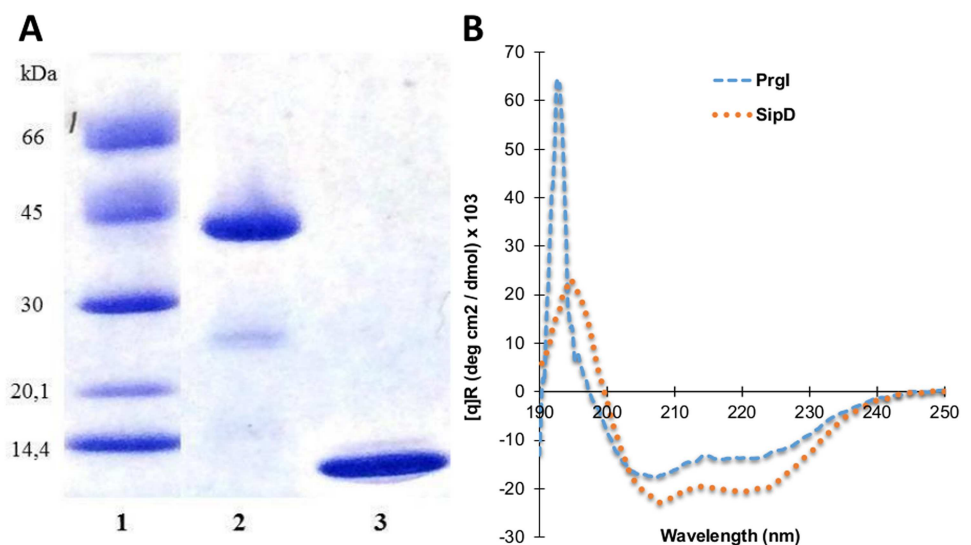 A
kDa
66
45
30
20,1
14,4
1 2 3
B
[q]R (deg cm2 / dmol) x 103
70
60
50
40
30
20
10
0
-10
-20
-30
190 200 210 220 230 240 250
Wavelength (nm)
PrgI
SipD